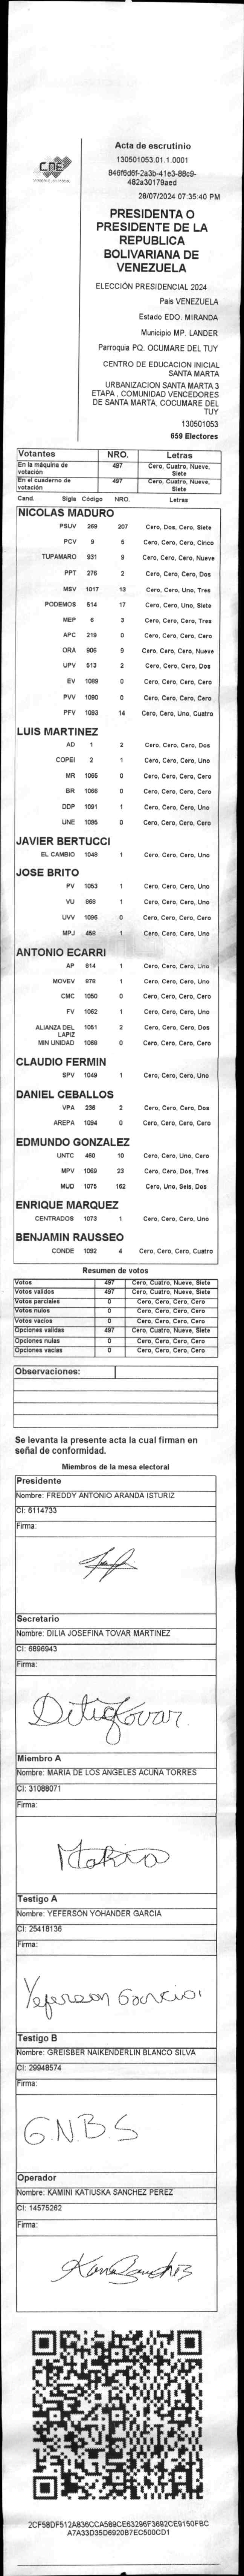 CNE
Acta de escrutinio
130501053.01.1.0001
846f6d6f-2a3b-41e3-88c9-
482a30179aed
28/07/2024 07:35:40 PM
PRESIDENTA O
PRESIDENTE DE LA
REPUBLICA
BOLIVARIANA DE
VENEZUELA
ELECCIÓN PRESIDENCIAL 2024
Pais VENEZUELA
Estado EDO. MIRANDA
Municipio MP. LANDER
Parroquia PQ. OCUMARE DEL TUY
CENTRO DE EDUCACION INICIAL
SANTA MARTA
URBANIZACION SANTA MARTA 3
ETAPA , COMUNIDAD VENCEDORES
DE SANTA MARTA, COCUMARE DEL
TUY
130501053
659 Electores
Votantes NRO. Letras
En la máquina de votación 497 Cero, Cuatro, Nueve, Siete
En el cuaderno de votación 497 Cero, Cuatro, Nueve, Siete
Cand. Sigla Código NRO. Letras
NICOLAS MADURO
PSUV 269 207 Cero, Dos, Cero, Siete
PCV 9 5 Cero, Cero, Cero, Cinco
TUPAMARO 931 9 Cero, Cero, Cero, Nueve
PPT 276 2 Cero, Cero, Cero, Dos
MSV 1017 13 Cero, Cero, Uno, Tres
PODEMOS 514 17 Cero, Cero, Uno, Siete
MEP 6 3 Cero, Cero, Cero, Tres
APC 219 0 Cero, Cero, Cero, Cero
ORA 906 9 Cero, Cero, Cero, Nueve
UPV 513 2 Cero, Cero, Cero, Dos
EV 1089 0 Cero, Cero, Cero, Cero
PVV 1090 0 Cero, Cero, Cero, Cero
PFV 1093 14 Cero, Cero, Uno, Cuatro
LUIS MARTINEZ
AD 1 2 Cero, Cero, Cero, Dos
COPEI 2 1 Cero, Cero, Cero, Uno
MR 1065 0 Cero, Cero, Cero, Cero
BR 1066 0 Cero, Cero, Cero, Cero
DDP 1091 1 Cero, Cero, Cero, Uno
UNE 1095 0 Cero, Cero, Cero, Cero
JAVIER BERTUCCI
EL CAMBIO 1048 1 Cero, Cero, Cero, Uno
JOSE BRITO
PV 1053 1 Cero, Cero, Cero, Uno
VU 968 1 Cero, Cero, Cero, Uno
UVV 1096 0 Cero, Cero, Cero, Cero
MPJ 459 1 Cero, Cero, Cero, Uno
ANTONIO ECARRI
AP 814 1 Cero, Cero, Cero, Uno
MOVEV 879 1 Cero, Cero, Cero, Uno
CMC 1050 0 Cero, Cero, Cero, Cero
FV 1062 1 Cero, Cero, Cero, Uno
ALIANZA DEL LAPIZ 1051 2 Cero, Cero, Cero, Dos
MIN UNIDAD 1068 0 Cero, Cero, Cero, Cero
CLAUDIO FERMIN
SPV 1049 1 Cero, Cero, Cero, Uno
DANIEL CEBALLOS
VPA 236 2 Cero, Cero, Cero, Dos
AREPA 1094 0 Cero, Cero, Cero, Cero
EDMUNDO GONZALEZ
UNTC 460 10 Cero, Cero, Uno, Cero
MPV 1069 23 Cero, Cero, Dos, Tres
MUD 1075 162 Cero, Uno, Seis, Dos
ENRIQUE MARQUEZ
CENTRADOS 1073 1 Cero, Cero, Cero, Uno
BENJAMIN RAUSSEO
CONDE 1092 4 Cero, Cero, Cero, Cuatro
Resumen de votos
Votos 497 Cero, Cuatro, Nueve, Siete
Votos validos 497 Cero, Cuatro, Nueve, Siete
Votos parciales 0 Cero, Cero, Cero, Cero
Votos nulos 0 Cero, Cero, Cero, Cero
Votos vacios 0 Cero, Cero, Cero, Cero
Opciones validas 497 Cero, Cuatro, Nueve, Siete
Opciones nulas 0 Cero, Cero, Cero, Cero
Opciones vacias 0 Cero, Cero, Cero, Cero
Observaciones:
Se levanta la presente acta la cual firman en
señal de conformidad.
Miembros de la mesa electoral
Presidente
Nombre: FREDDY ANTONIO ARANDA ISTURIZ
CI: 6114733
Firma:
Secretario
Nombre: DILIA JOSEFINA TOVAR MARTINEZ
CI: 6896943
Firma:
Miembro A
Nombre: MARIA DE LOS ANGELES ACUÑA TORRES
CI: 31088071
Firma:
Maria
Testigo A
Nombre: YEFERSON YOHANDER GARCIA
CI: 25418136
Firma:
Yeferson Garcia
Testigo B
Nombre: GREISBER NAIKENDERLIN BLANCO SILVA
CI: 29948574
Firma:
G.N.B S
Operador
Nombre: KAMINI KATIUSKA SANCHEZ PEREZ
CI: 14575262
Firma:
2CF58DF512A836CCA569CE63296F3692CE9150FBC
A7A33D35D6920B7EC500CD1